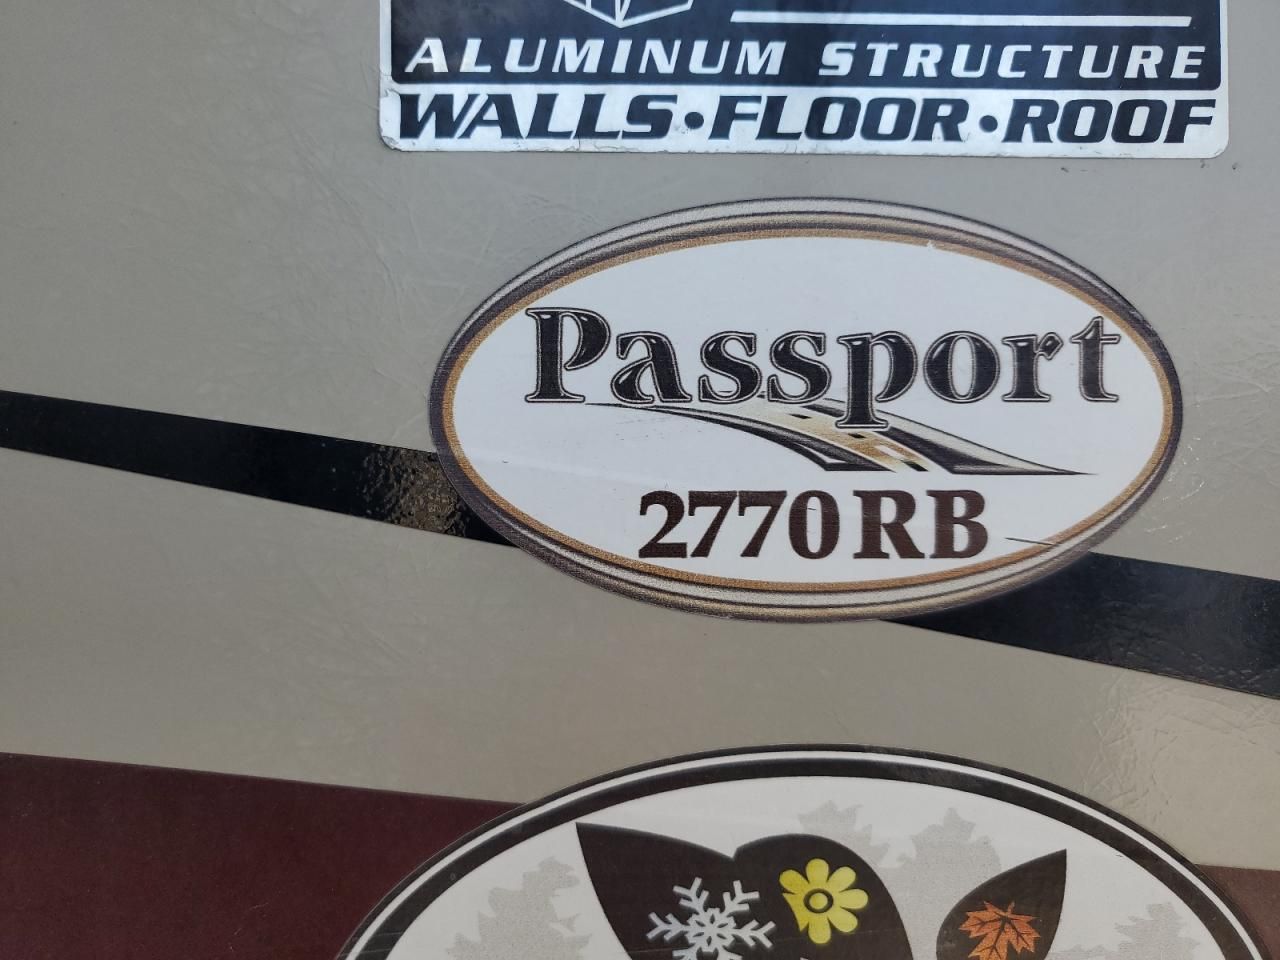 ALUMINUM STRUCTURE
WALLS•FLOOR•ROOF
Passport
2770RB